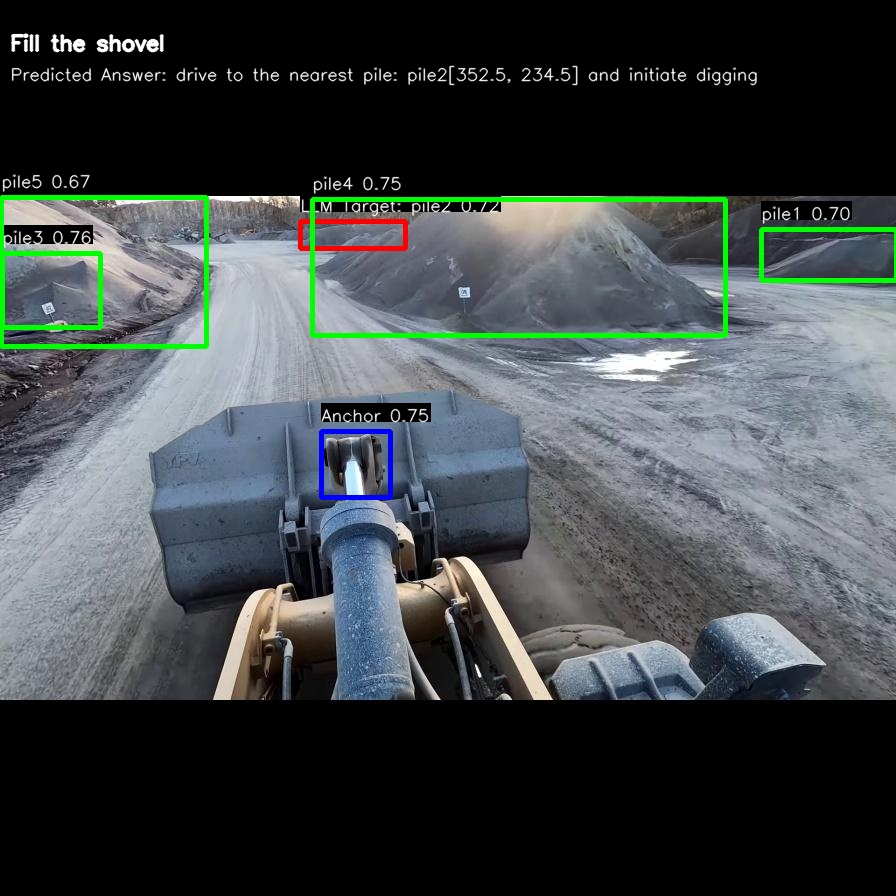 Fill the shovel
Predicted Answer: drive to the nearest pile: pile2[352.5, 234.5] and initiate digging
pile5 0.67
pile4 0.75
Target: pile2 0.72
pile1 0.70
pile3 0.76
Anchor 0.75